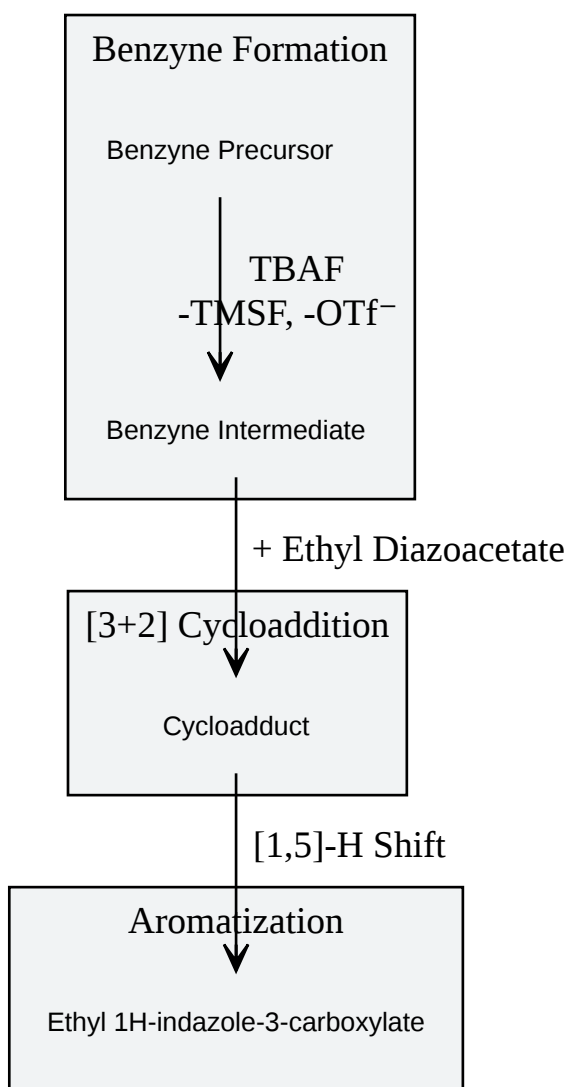 Benzyne Formation
Benzyne Precursor
TBAF
-TMSF, -OTf⁻
Benzyne Intermediate
+ Ethyl Diazoacetate
[3+2] Cycloaddition
Cycloadduct
[1,5]-H Shift
Aromatization
Ethyl 1H-indazole-3-carboxylate